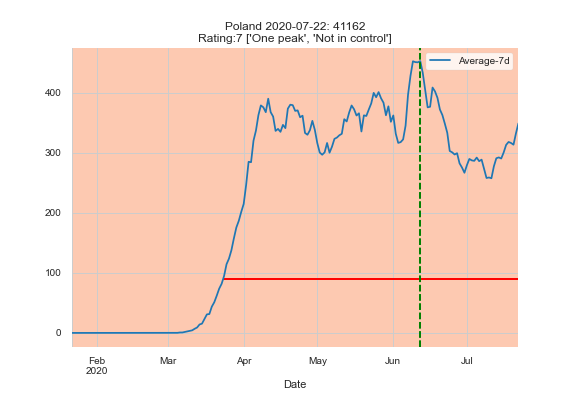 Poland 2020-07-22: 41162
Rating:7 ['One peak', 'Not in control']
Average-7d
400
300
200
100
0
Feb
2020
Mar
Apr
May
Jun
Jul
Date